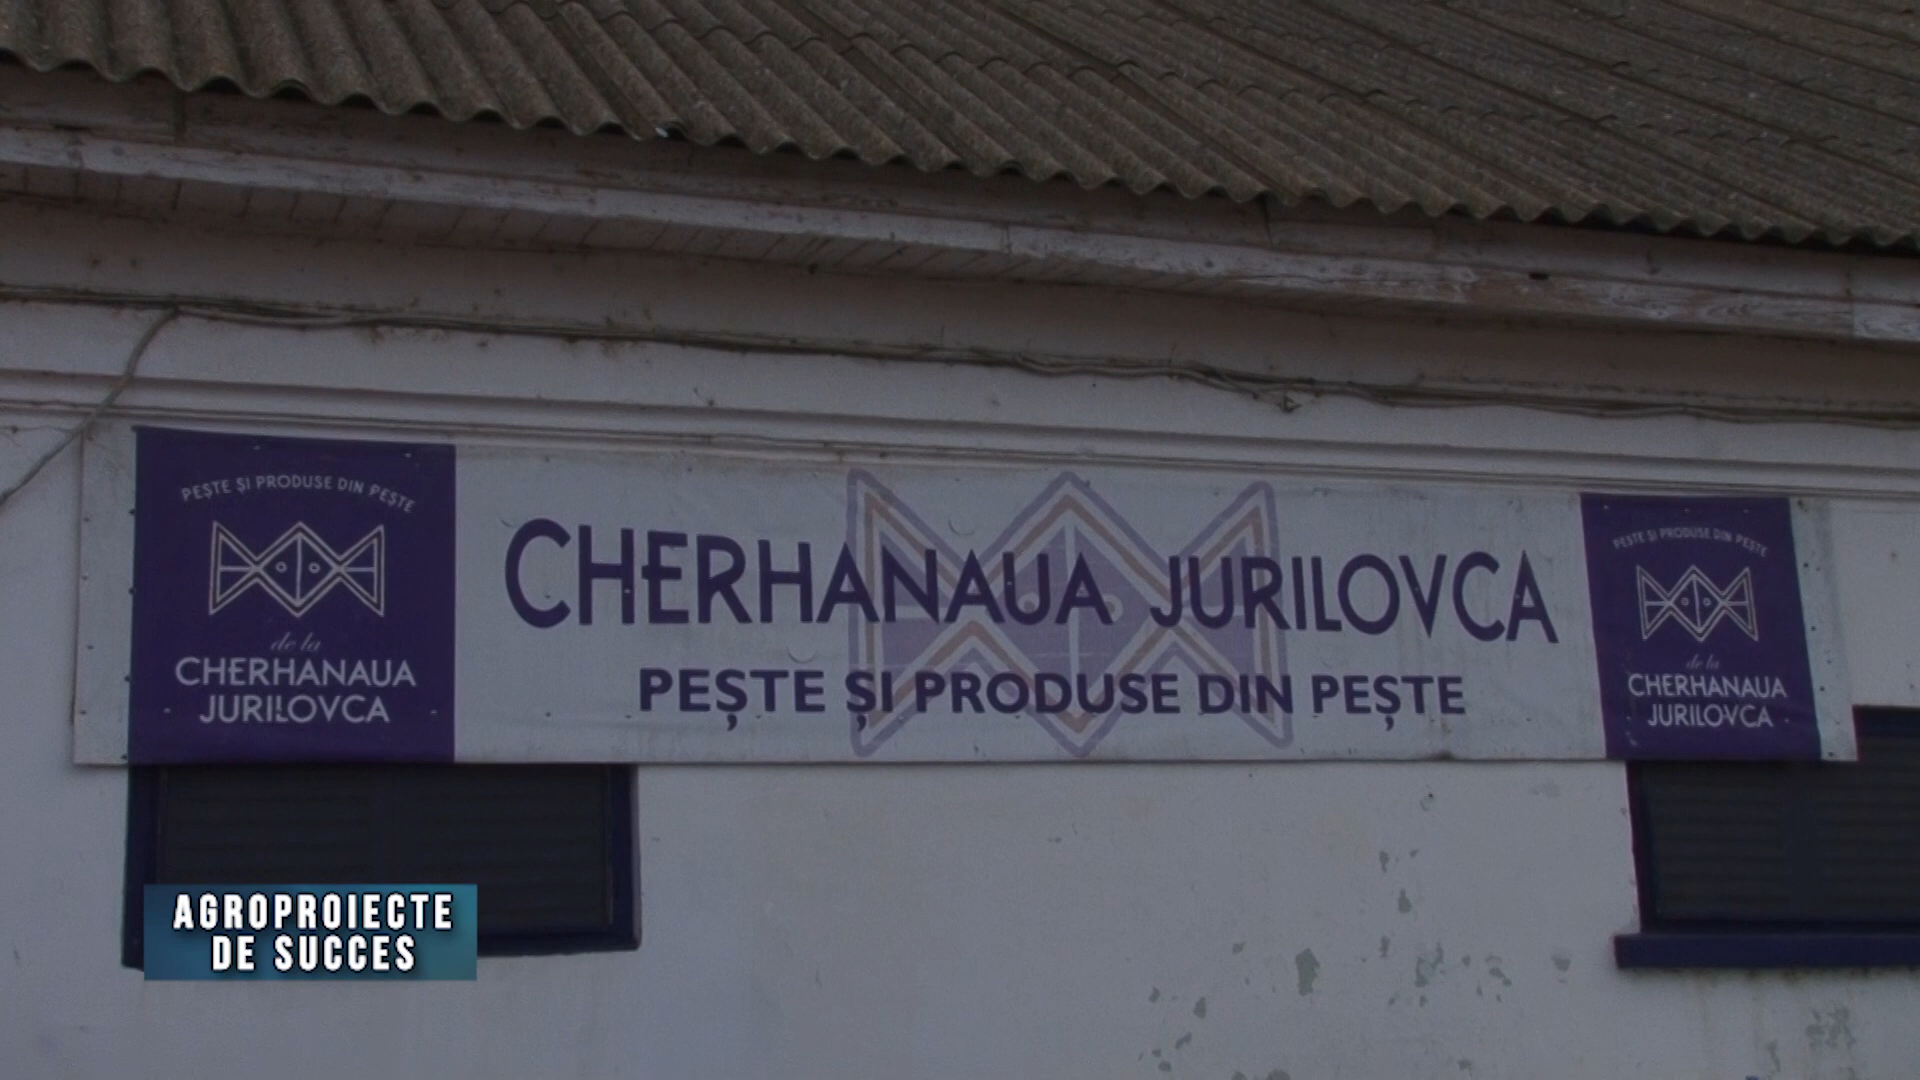 PEȘTE ȘI PRODUSE DIN PEȘTE
de la
CHERHANAUA
JURILOVCA
CHERHANAUA JURILOVCA
PEȘTE ȘI PRODUSE DIN PEȘTE
PEȘTE ȘI PRODUSE DIN PEȘTE
de la
CHERHANAUA
JURILOVCA
AGROPROIECTE
DE SUCCES